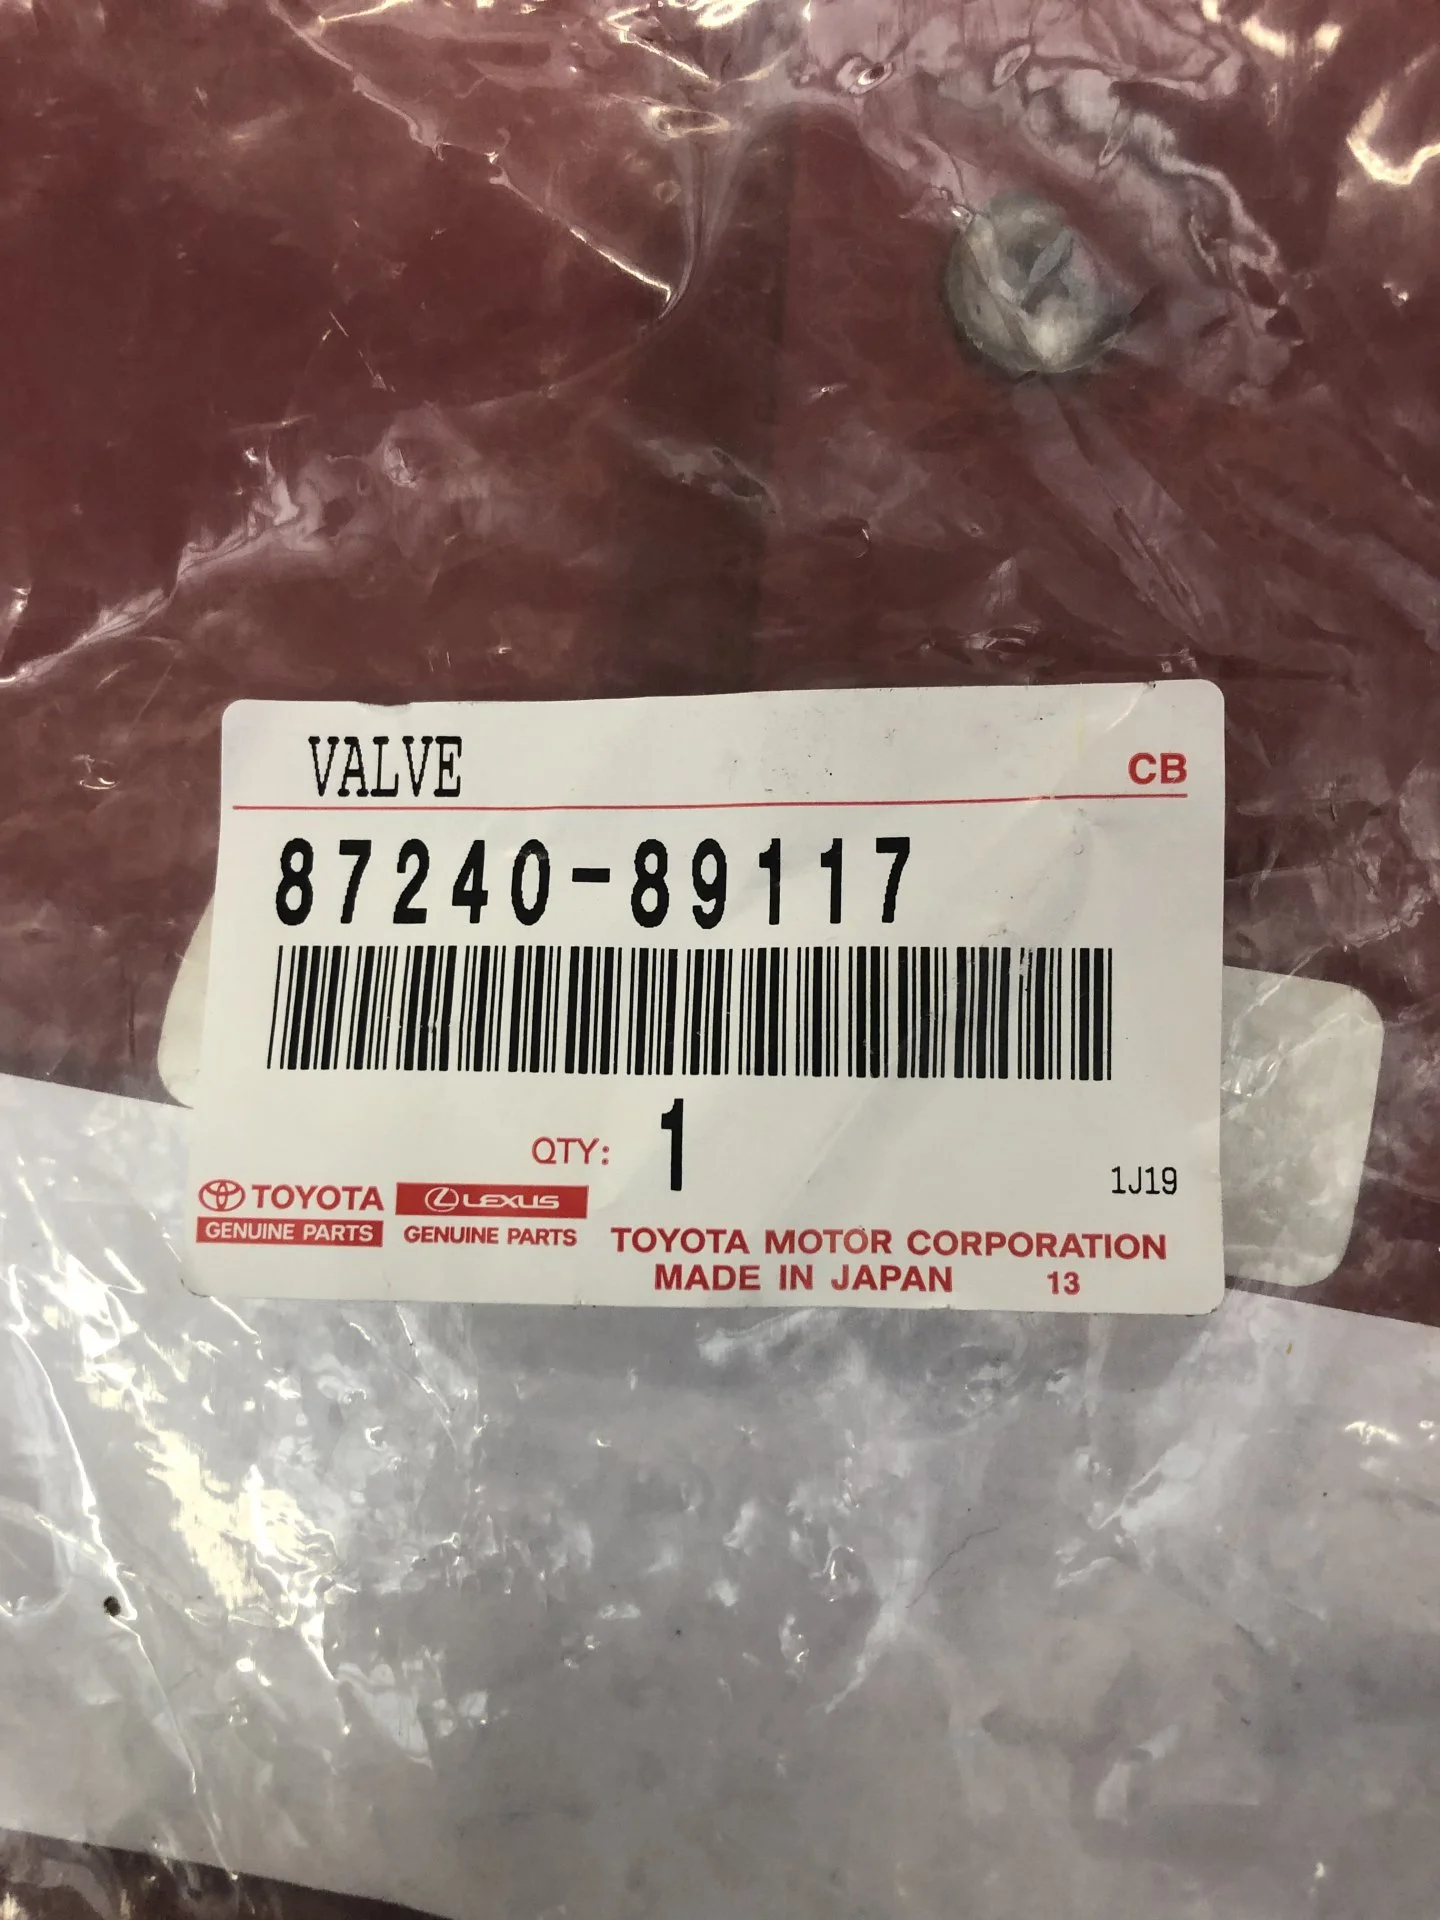 VALVE
CB
87240-89117
QTY: 1
1J19
TOYOTA
GENUINE PARTS
LEXUS
GENUINE PARTS
TOYOTA MOTOR CORPORATION
MADE IN JAPAN 13